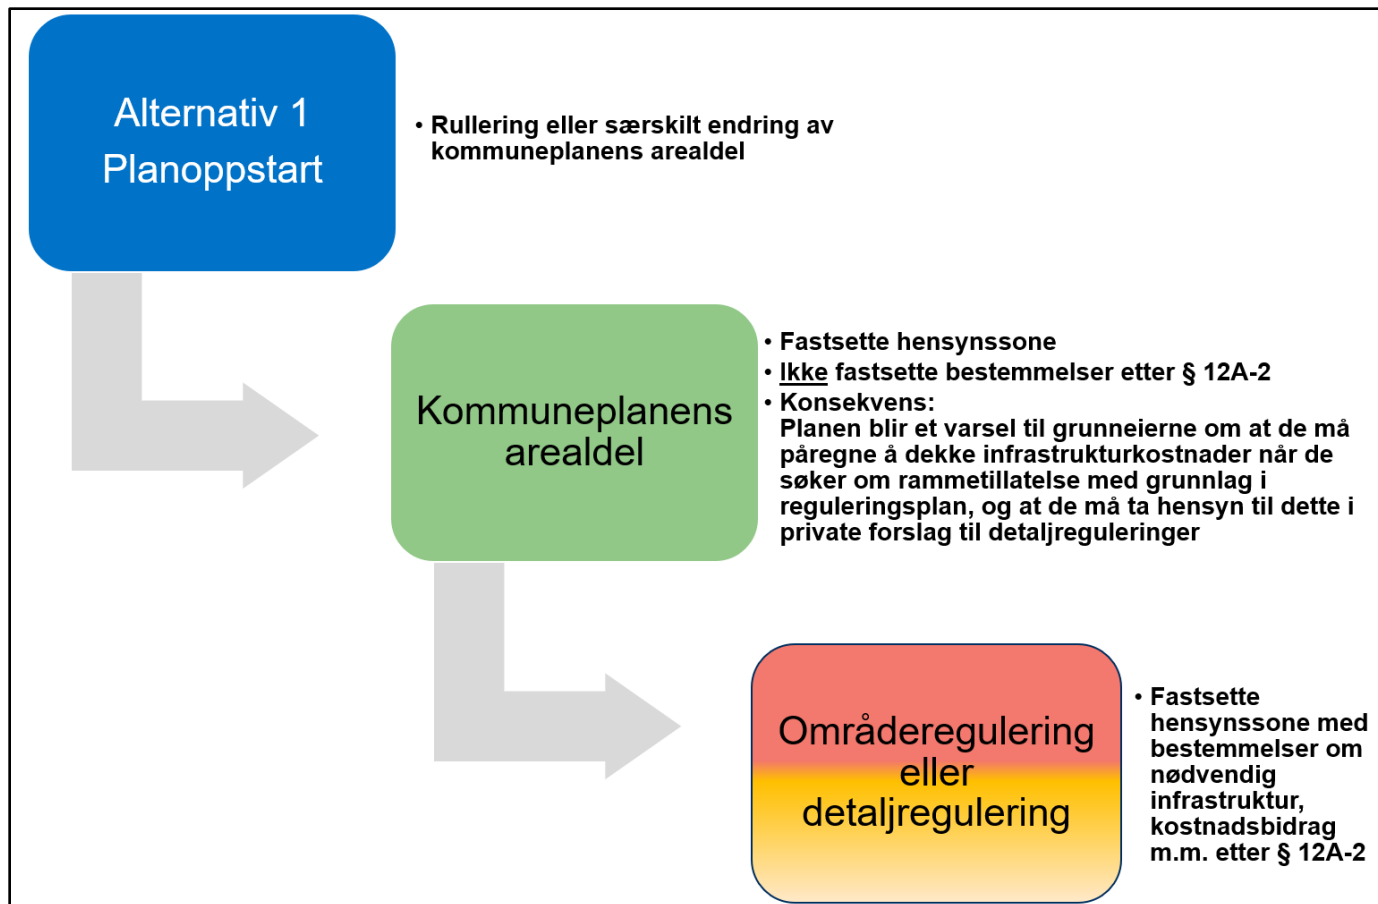 Alternativ 1
Planoppstart
• Rullering eller særskilt endring av
kommuneplanens arealdel
Kommuneplanens
arealdel
• Fastsette hensynssone
• Ikke fastsette bestemmelser etter § 12A-2
• Konsekvens:
Planen blir et varsel til grunneierne om at de må
påregne å dekke infrastrukturkostnader når de
søker om rammetillatelse med grunnlag i
reguleringsplan, og at de må ta hensyn til dette i
private forslag til detaljreguleringer
Områderegulering
eller
detaljregulering
• Fastsette
hensynssone med
bestemmelser om
nødvendig
infrastruktur,
kostnadsbidrag
m.m. etter § 12A-2